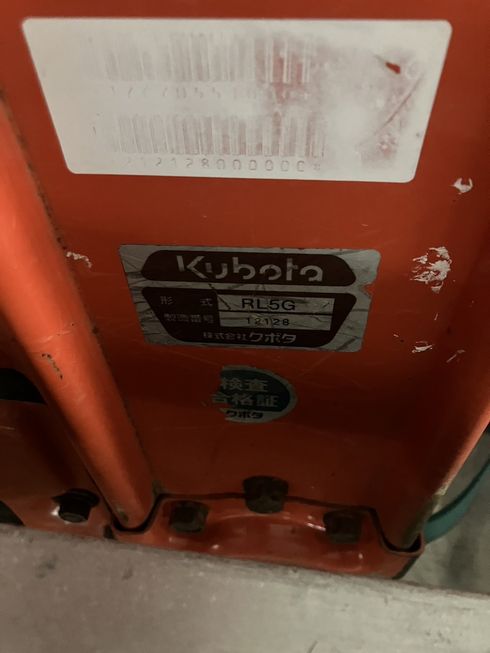 Kubota
形式 RL5G
製造番号 12128
株式会社クボタ
検査
合格証
クボタ